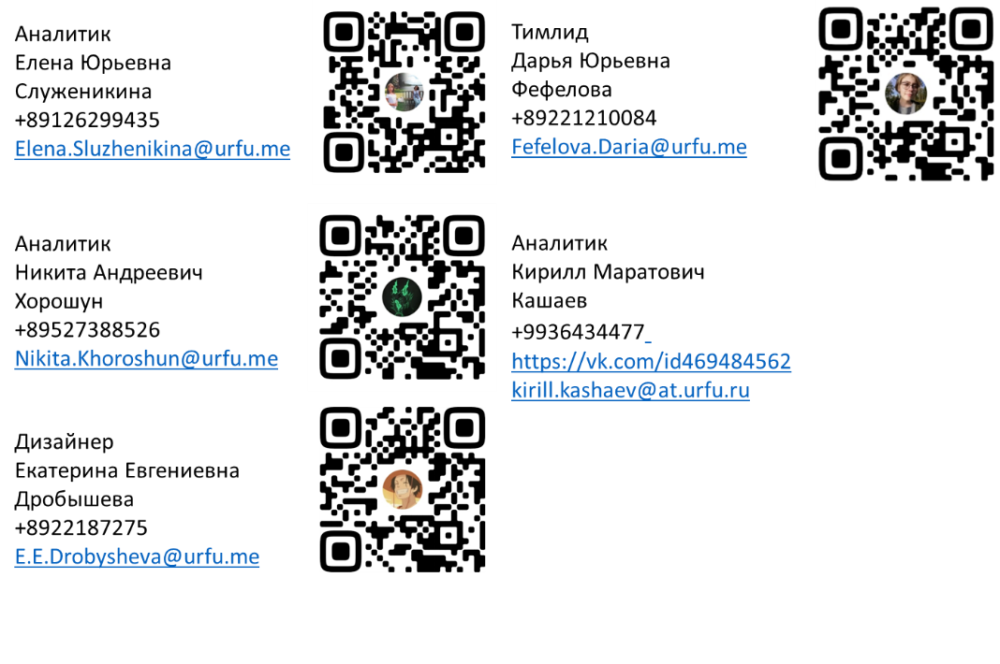 Аналитик
Елена Юрьевна
Служеникина
+89126299435
Elena.Sluzhenikina@urfu.me
Тимлид
Дарья Юрьевна
Фефелова
+89221210084
Fefelova.Daria@urfu.me
Аналитик
Никита Андреевич
Хорошун
+89527388526
Nikita.Khoroshun@urfu.me
Аналитик
Кирилл Маратович
Кашаев
+9936434477
https://vk.com/id469484562
kirill.kashaev@at.urfu.ru
Дизайнер
Екатерина Евгениевна
Дробышева
+8922187275
E.E.Drobysheva@urfu.me